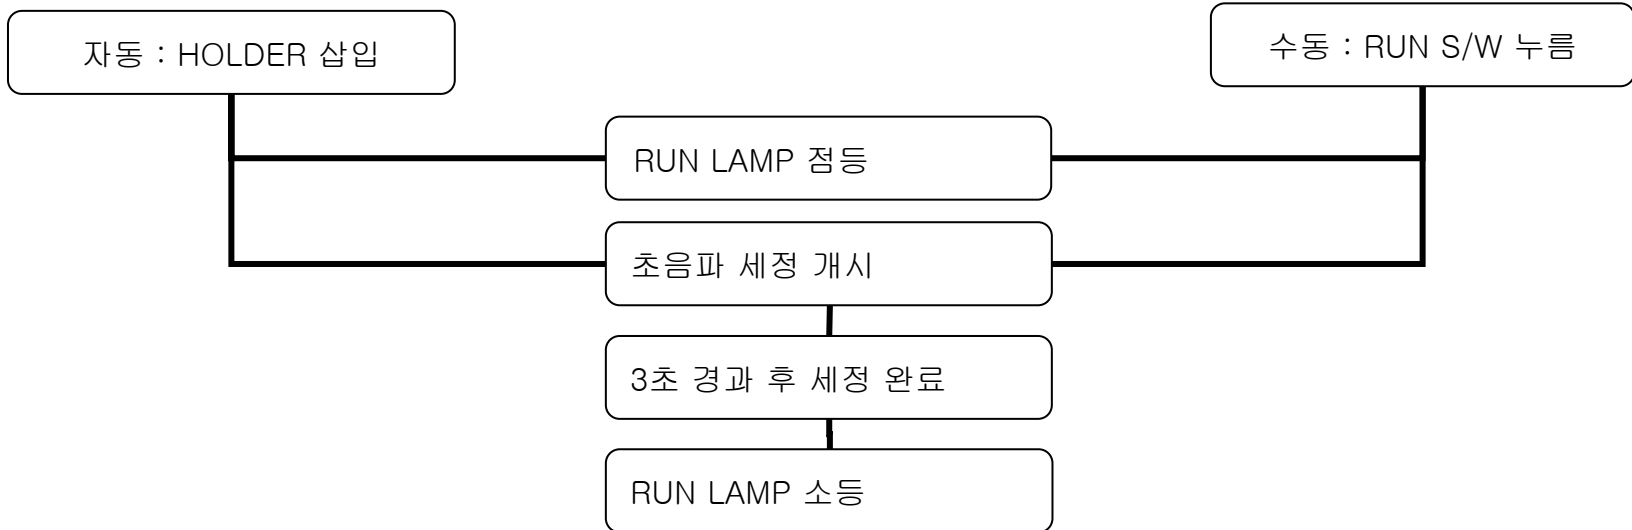 자동 : HOLDER 삽입
수동 : RUN S/W 누름
RUN LAMP 점등
초음파 세정 개시
3초 경과 후 세정 완료
RUN LAMP 소등